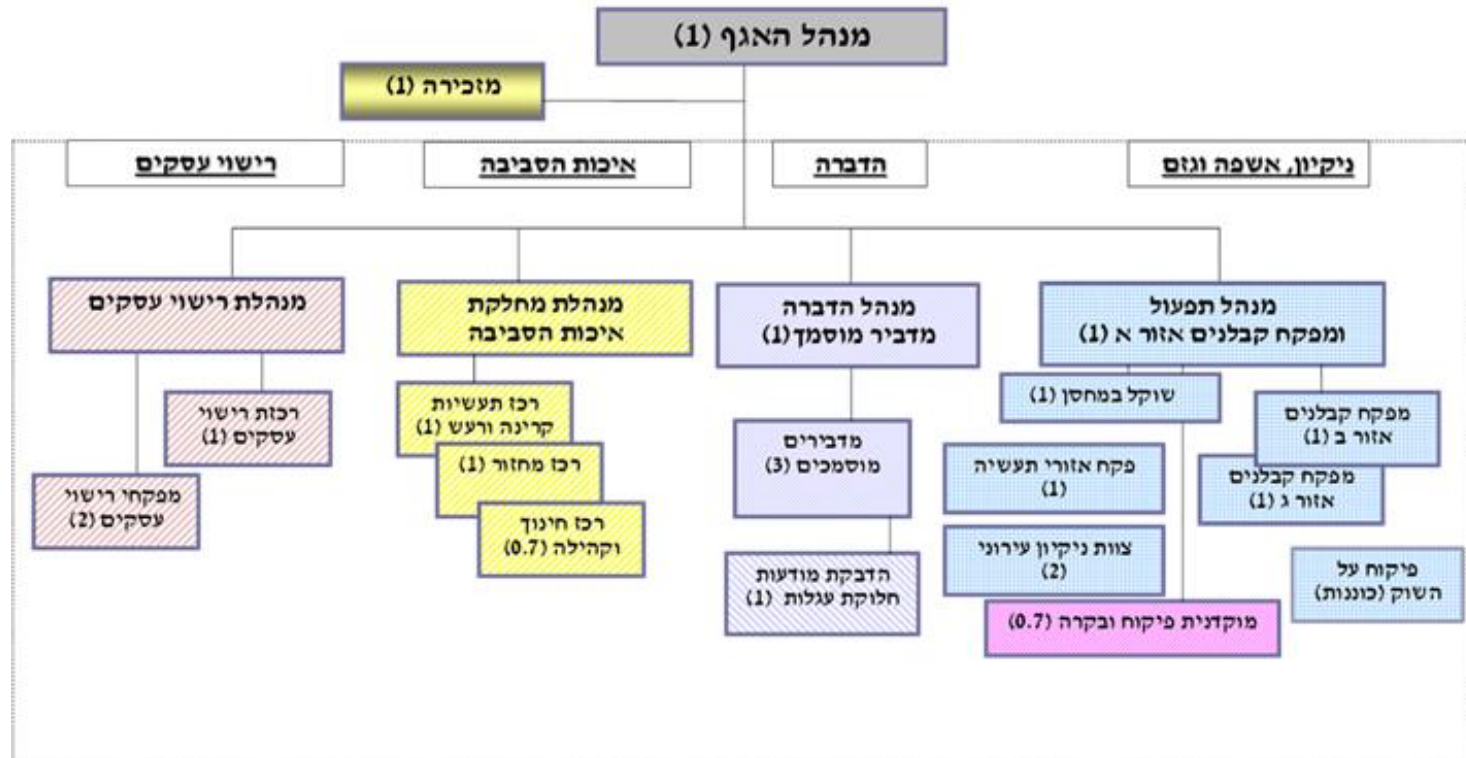 מנהל האגף (1)
מזכירה (1)
ניקיון, אשפה וגזם
הדברה
איכות הסביבה
רישוי עסקים
מנהל תפעול
ומפקח קבלנים אזור א (1)
מנהל הדברה
מדביר מוסמך(1)
מנהלת מחלקת
איכות הסביבה
מנהלת רישוי עסקים
שוקל במחסן (1)
מפקח קבלנים
אזור ב (1)
מפקח קבלנים
אזור ג (1)
פקח אזורי תעשיה
(1)
צוות ניקיון עירוני
(2)
פיקוח על
השוק (כוננות)
מוקדנית פיקוח ובקרה (0.7)
מדבירים
מוסמכים (3)
הדבקת מודעות
חלוקת עגלות (1)
רכז תעשיות
קרינה ורעש (1)
רכז מחזור (1)
רכז חינוך
וקהילה (0.7)
רכזת רישוי
עסקים (1)
מפקחי רישוי
עסקים (2)